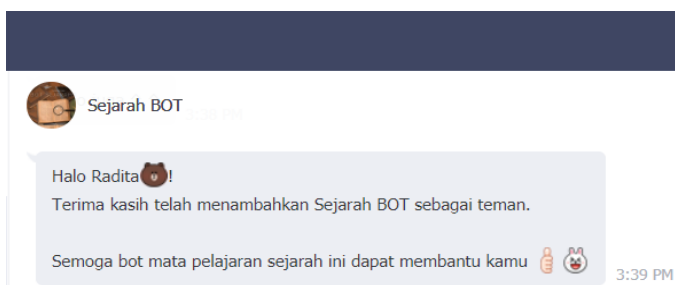 Sejarah BOT
Halo Radita!
Terima kasih telah menambahkan Sejarah BOT sebagai teman.
Semoga bot mata pelajaran sejarah ini dapat membantu kamu
3:39 PM